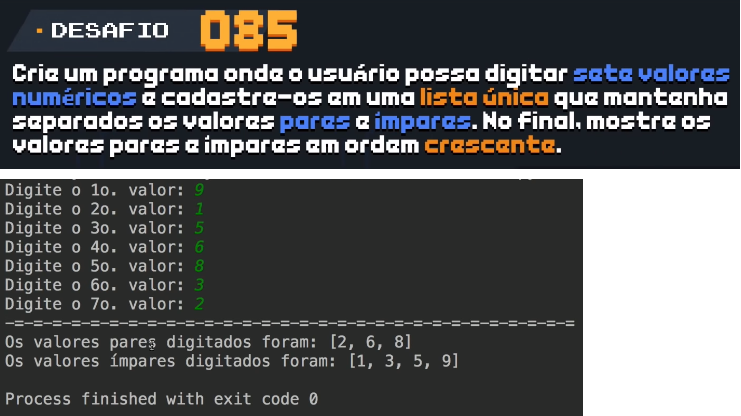 DESAFIO 085
Crie um programa onde o usuário possa digitar sete valores
numéricos e cadastre-os em uma lista única que mantenha
separados os valores pares e ímpares. No final, mostre os
valores pares e ímpares em ordem crescente.
Digite o 1o. valor: 9
Digite o 2o. valor: 1
Digite o 3o. valor: 5
Digite o 4o. valor: 6
Digite o 5o. valor: 8
Digite o 6o. valor: 3
Digite o 7o. valor: 2
-=-=-=-=-=-=-=-=-=-=-=-=-=-=-=-=-=-=-=-=-=-=-=-=-=-=-=-=-=-=
Os valores pares digitados foram: [2, 6, 8]
Os valores ímpares digitados foram: [1, 3, 5, 9]
Process finished with exit code 0